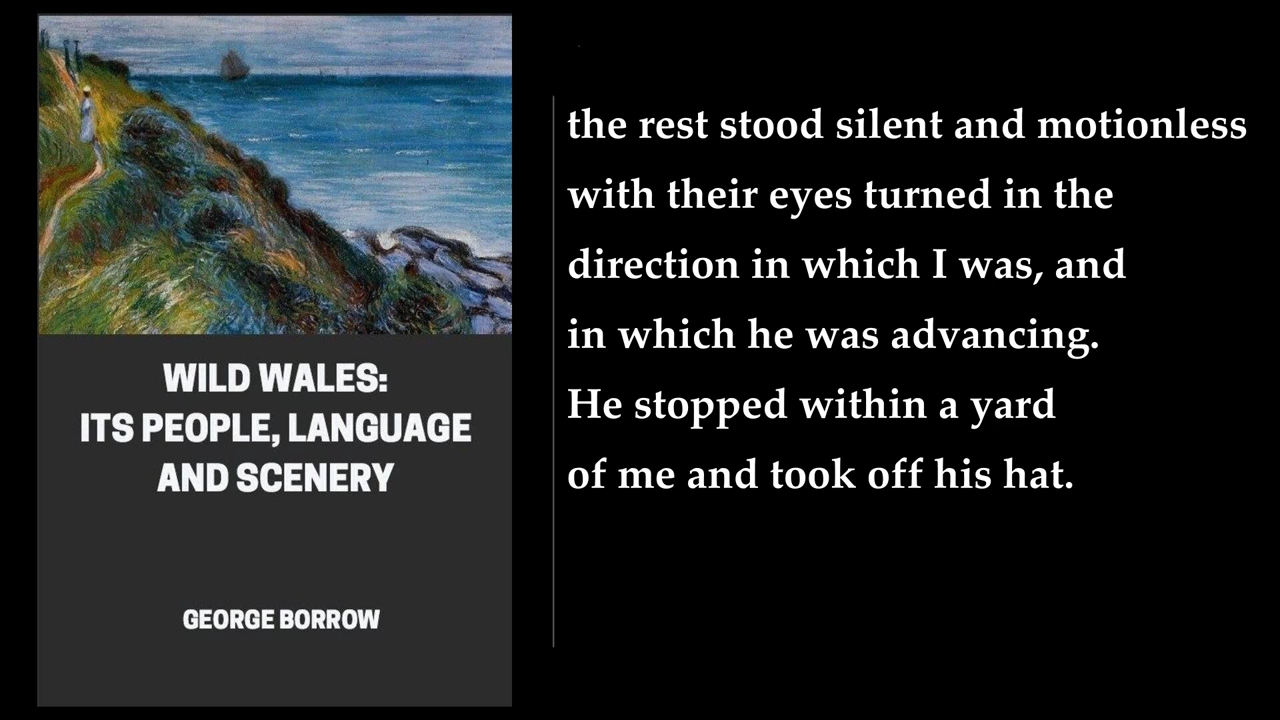 WILD WALES:
ITS PEOPLE, LANGUAGE
AND SCENERY
GEORGE BORROW
the rest stood silent and motionless
with their eyes turned in the
direction in which I was, and
in which he was advancing.
He stopped within a yard
of me and took off his hat.